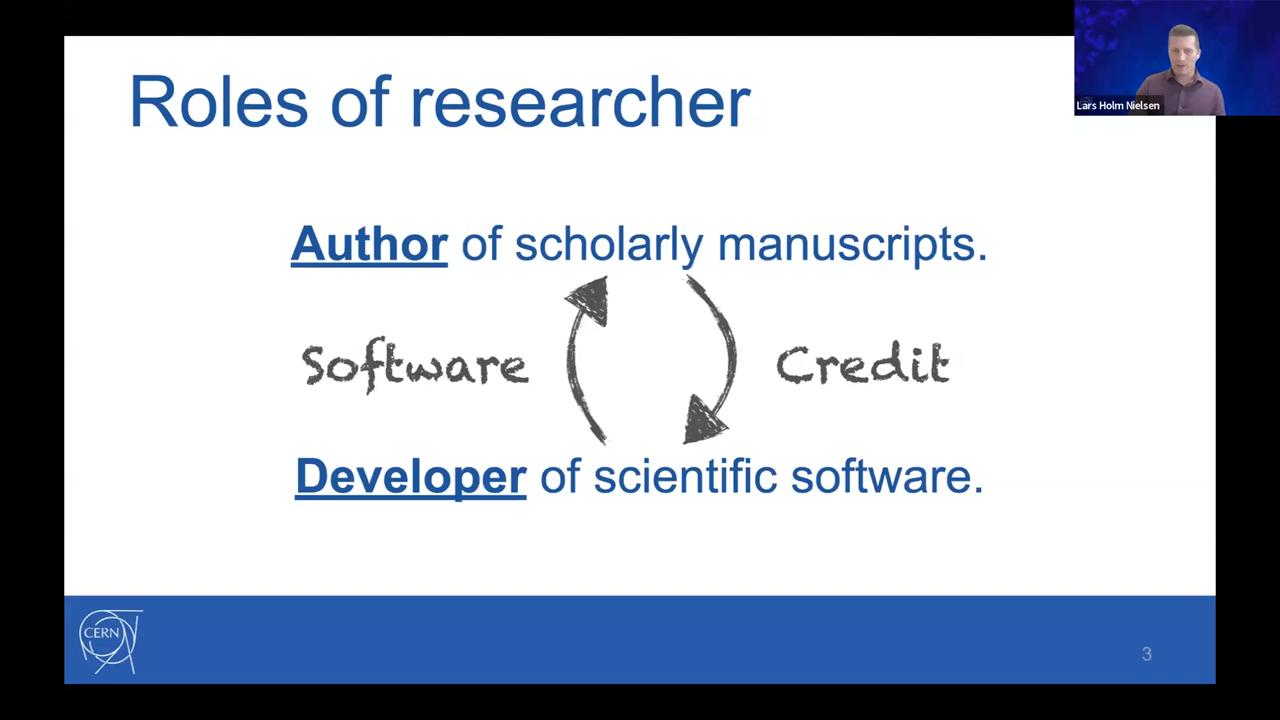 Roles of researcher
Lars Holm Nielsen
Author of scholarly manuscripts.
Software
Credit
Developer of scientific software.
CERN
3